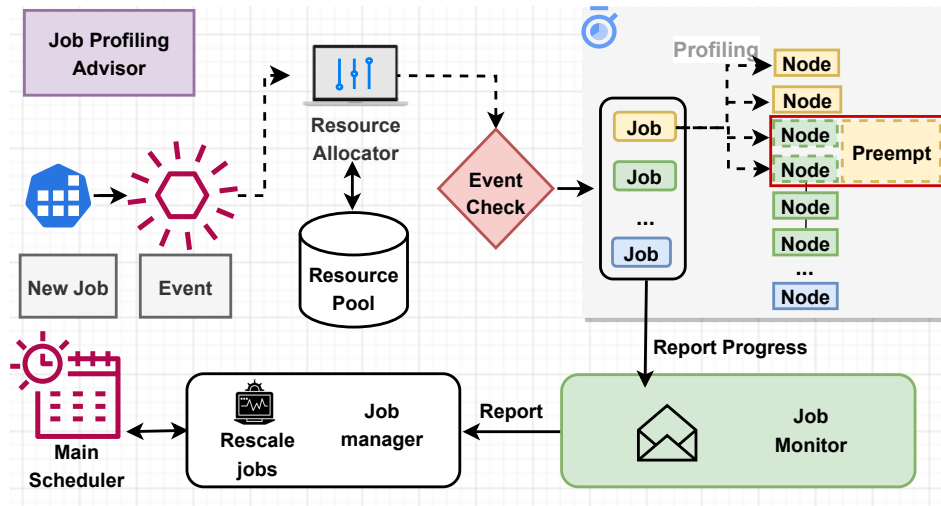 Job Profiling
Advisor
Resource
Allocator
Event
Check
Resource
Pool
New Job
Event
Profiling
Job
Job
...
Job
Node
Node
Node
Node
Preempt
Node
Node
...
Node
Report Progress
Main
Scheduler
Rescale
jobs
Job
manager
Report
Job
Monitor